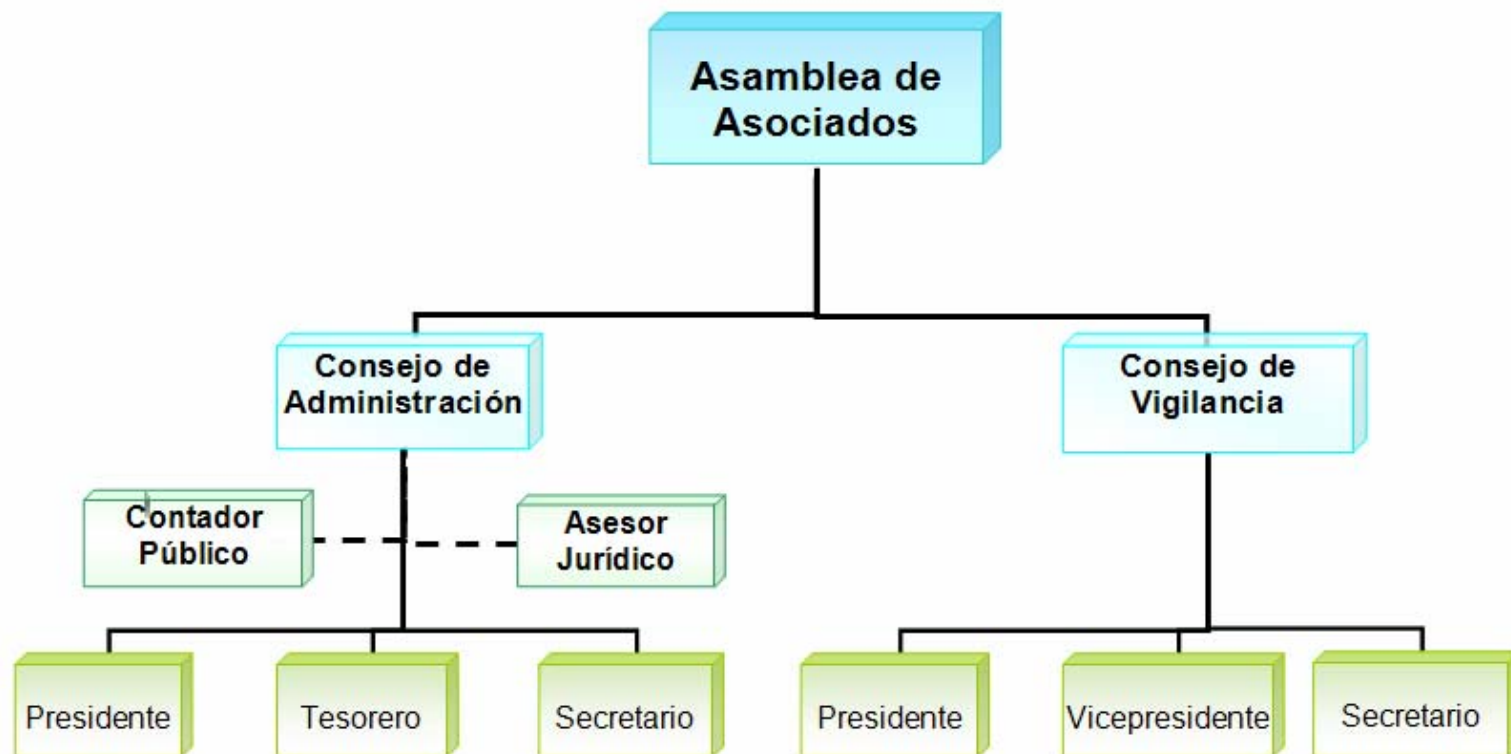 Asamblea de
Asociados
Consejo de
Administración
Consejo de
Vigilancia
Contador
Público
Asesor
Jurídico
Presidente
Tesorero
Secretario
Presidente
Vicepresidente
Secretario